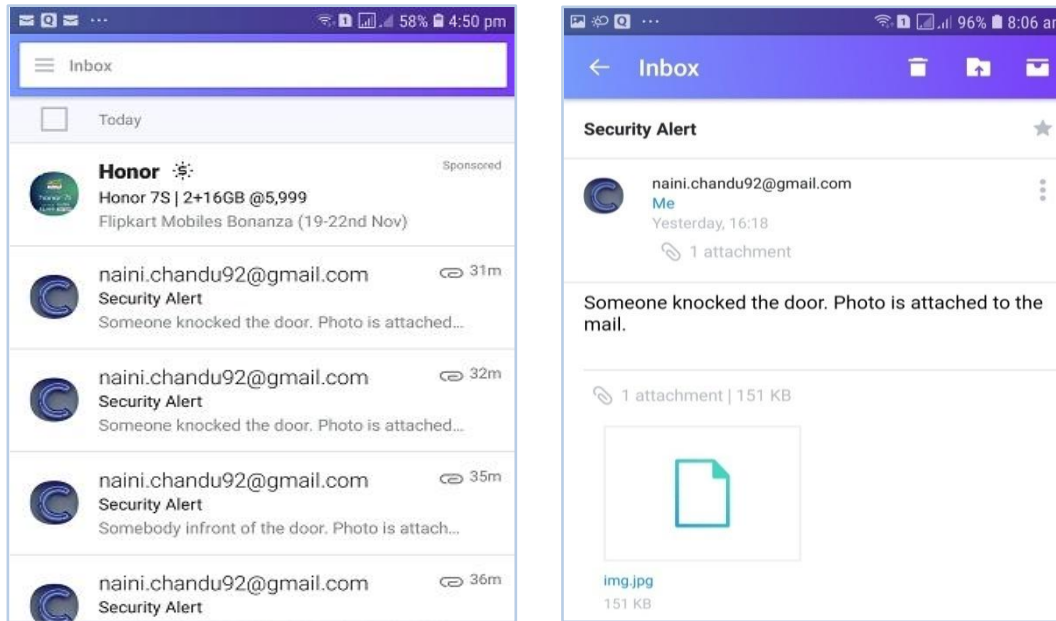 58% 4:50 pm
Inbox
Today
Honor
Sponsored
Honor 7S | 2+16GB @5,999
Flipkart Mobiles Bonanza (19-22nd Nov)
naini.chandu92@gmail.com 31m
Security Alert
Someone knocked the door. Photo is attached...
naini.chandu92@gmail.com 32m
Security Alert
Someone knocked the door. Photo is attached...
naini.chandu92@gmail.com 35m
Security Alert
Somebody infront of the door. Photo is attach...
naini.chandu92@gmail.com 36m
Security Alert
96% 8:06 am
Inbox
Security Alert
naini.chandu92@gmail.com
Me
Yesterday, 16:18
1 attachment
Someone knocked the door. Photo is attached to the
mail.
1 attachment | 151 KB
img.jpg
151 KB